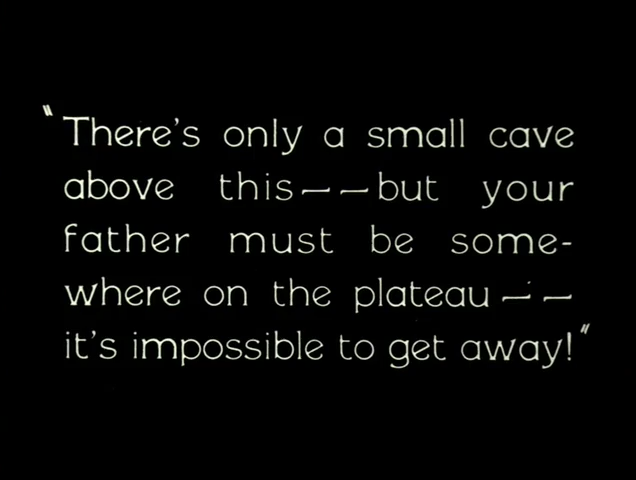 "There's only a small cave
above this——but your
father must be some-
where on the plateau——
it's impossible to get away!"